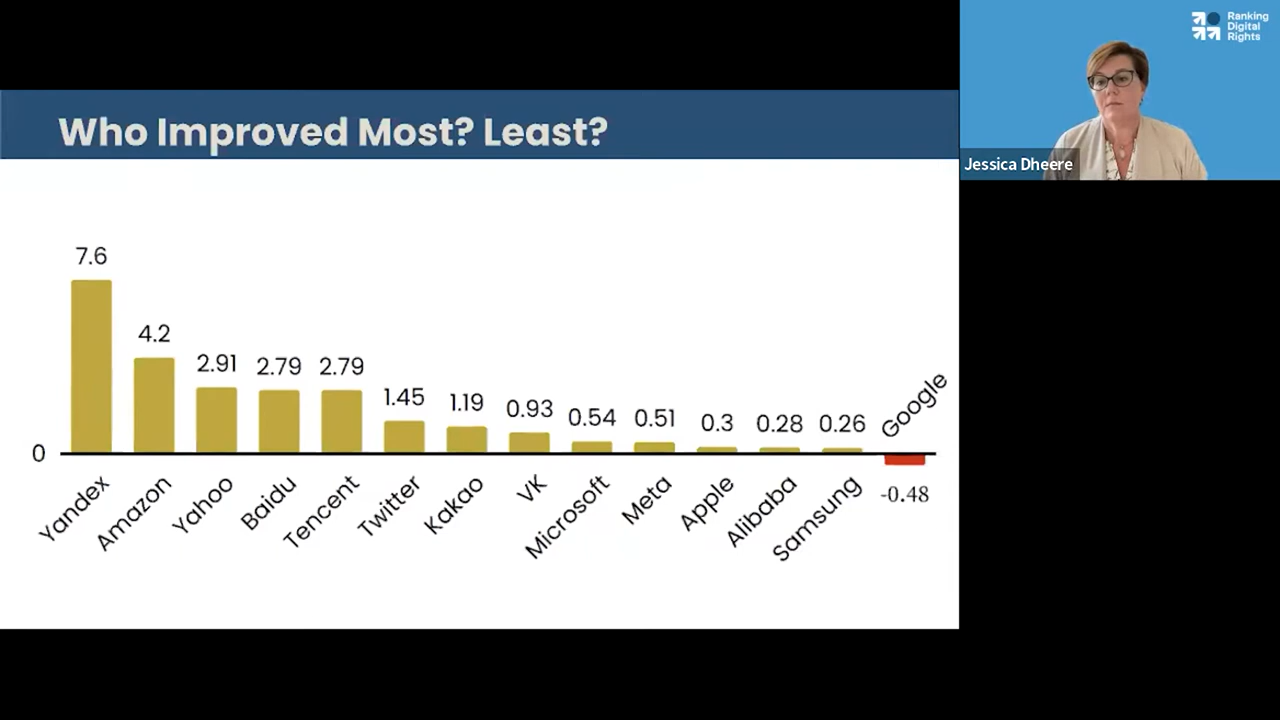 Who Improved Most? Least?
7.6
4.2
2.91
2.79
2.79
1.45
1.19
0.93
0.54
0.51
0.3
0.28
0.26
Google
0
Yandex
Amazon
Yahoo
Baidu
Tencent
Twitter
Kakao
VK
Microsoft
Meta
Apple
Alibaba
Samsung
-0.48
Ranking
Digital
Rights
Jessica Dheere